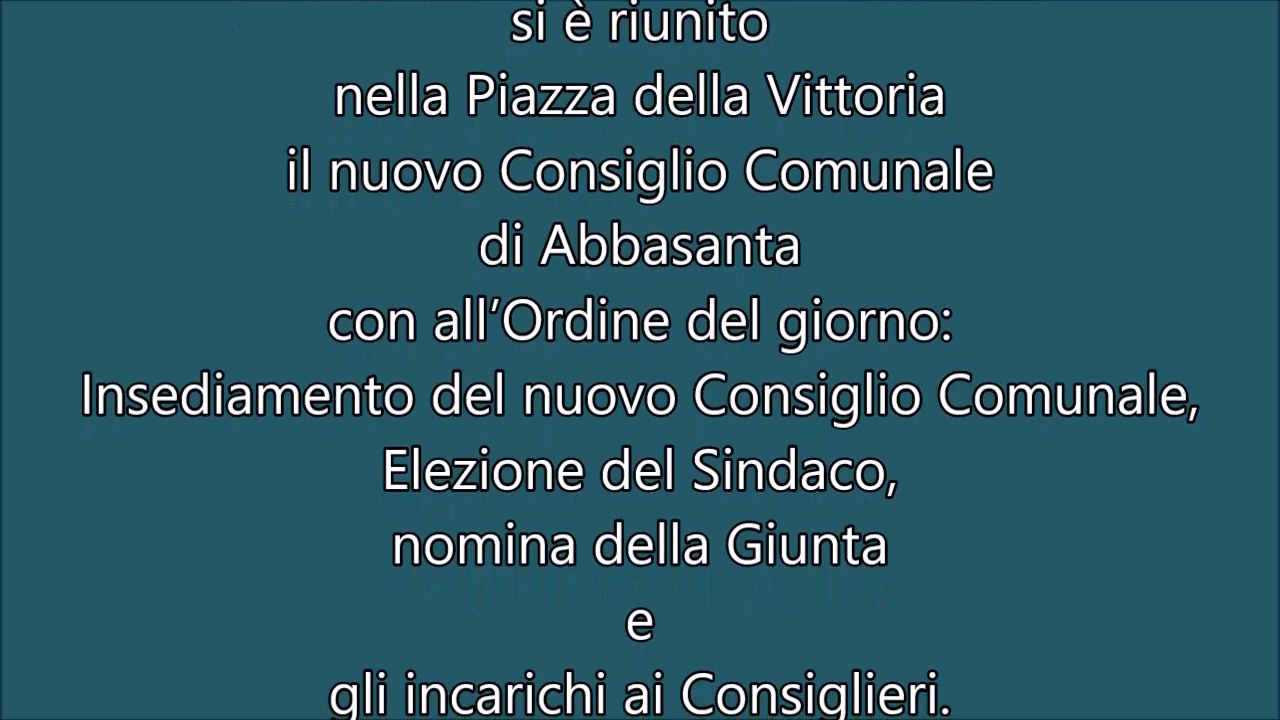 si è riunito
nella Piazza della Vittoria
il nuovo Consiglio Comunale
di Abbasanta
con all’Ordine del giorno:
Insediamento del nuovo Consiglio Comunale,
Elezione del Sindaco,
nomina della Giunta
e
gli incarichi ai Consiglieri.